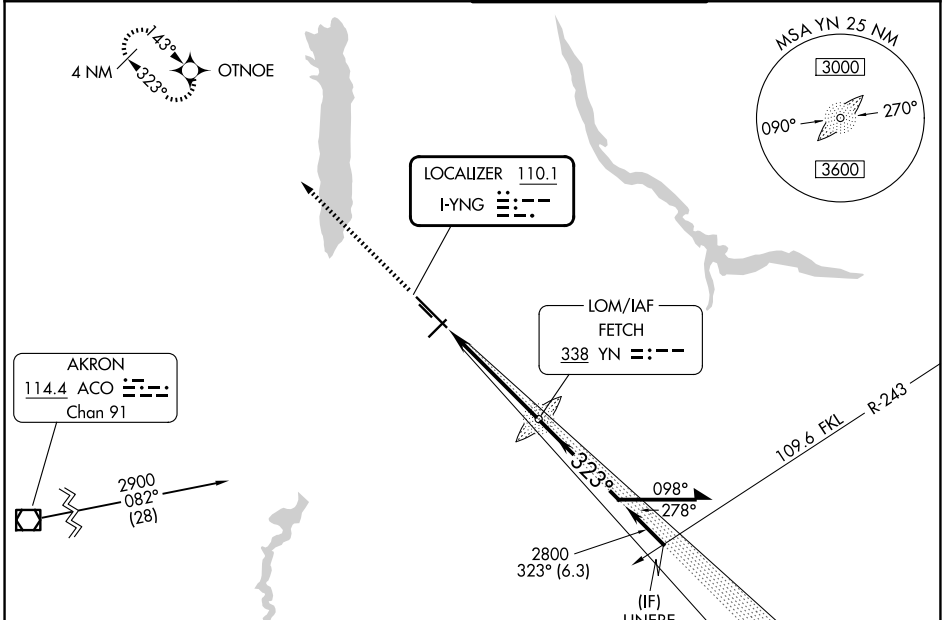 143°
4 NM
323°
OTNOE
MSA YN 25 NM
3000
090°
270°
3600
LOCALIZER 110.1
I-YNG
LOM/IAF
FETCH
338 YN
AKRON
114.4 ACO
Chan 91
2900
082°
(28)
109.6 FKL R-243
323°
098°
278°
2800
323° (6.3)
(IF)